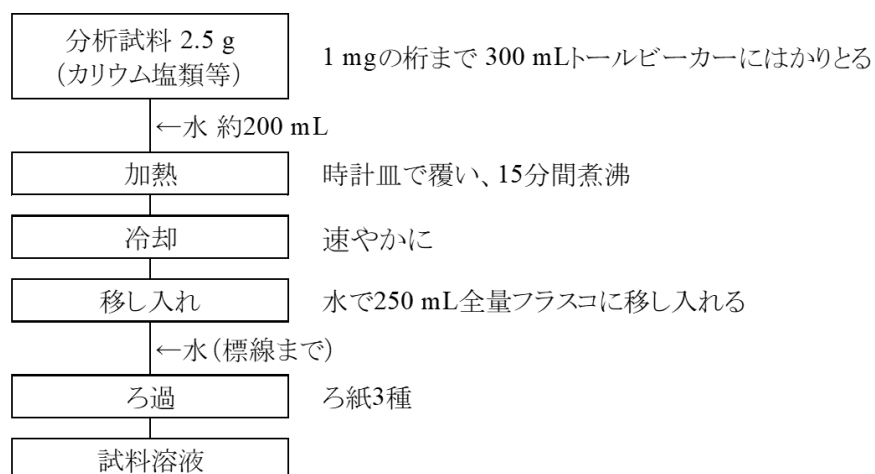 分析試料 2.5 g
（カリウム塩類等）
1 mgの桁まで 300 mLトールビーカーにはかりとる
←水 約200 mL
加熱
時計皿で覆い、15分間煮沸
冷却
速やかに
移し入れ
水で250 mL全量フラスコに移し入れる
←水（標線まで）
ろ過
ろ紙3種
試料溶液